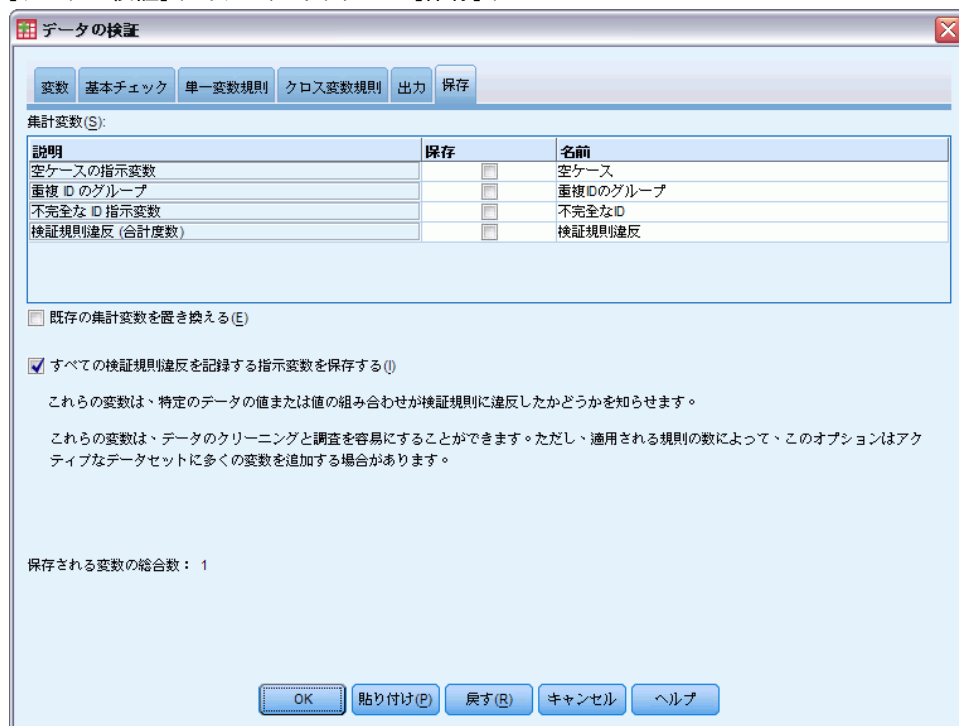 データの検証
変数 基本チェック 単一変数規則 クロス変数規則 出力 保存
集計変数(S):
説明 保存 名前
空ケースの指示変数 空ケース
重複 ID のグループ 重複IDのグループ
不完全な ID 指示変数 不完全なID
検証規則違反 (合計度数) 検証規則違反
既存の集計変数を置き換える(E)
すべての検証規則違反を記録する指示変数を保存する(I)
これらの変数は、特定のデータの値または値の組み合わせが検証規則に違反したかどうかを知らせます。
これらの変数は、データのクリーニングと調査を容易にすることができます。ただし、適用される規則の数によって、このオプションはアク
ティブなデータセットに多くの変数を追加する場合があります。
保存される変数の総合数： 1
OK 貼り付け(P) 戻す(R) キャンセル ヘルプ